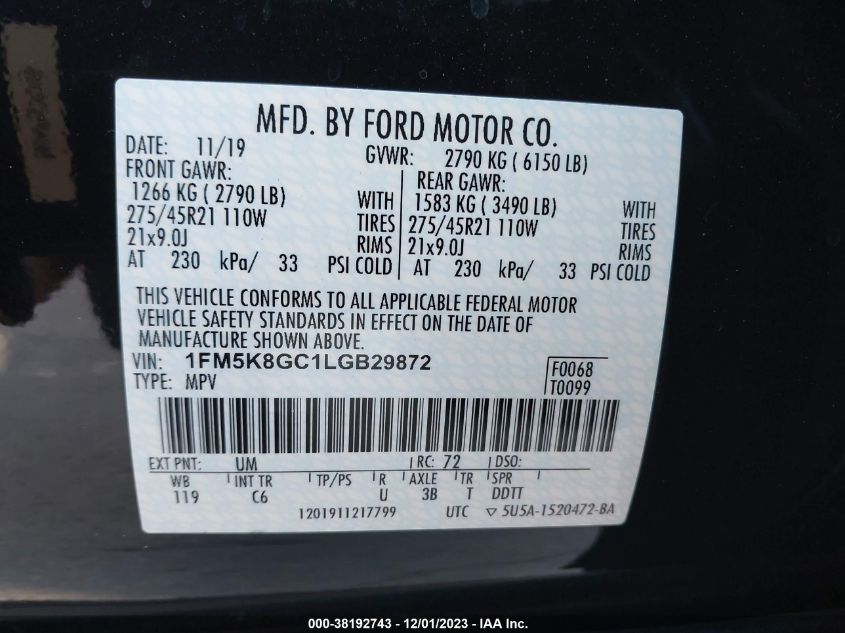 MFD. BY FORD MOTOR CO.
DATE: 11/19 GVWR: 2790 KG ( 6150 LB)
FRONT GAWR: REAR GAWR:
1266 KG ( 2790 LB) WITH 1583 KG ( 3490 LB) WITH
275/45R21 110W TIRES 275/45R21 110W TIRES
21x9.0J RIMS 21x9.0J RIMS
AT 230 kPa/ 33 PSI COLD AT 230 kPa/ 33 PSI COLD
THIS VEHICLE CONFORMS TO ALL APPLICABLE FEDERAL MOTOR
VEHICLE SAFETY STANDARDS IN EFFECT ON THE DATE OF
MANUFACTURE SHOWN ABOVE.
VIN: 1FM5K8GC1LGB29872 F0068
TYPE: MPV T0099
EXT PNT: UM RC: 72 DSO:
WB INT TR TP/PS R AXLE TR SPR
119 C6 U 3B T DDTT
1201911217799 UTC ▽ 5U5A-1520472-BA
000-38192743 - 12/01/2023 - IAA Inc.